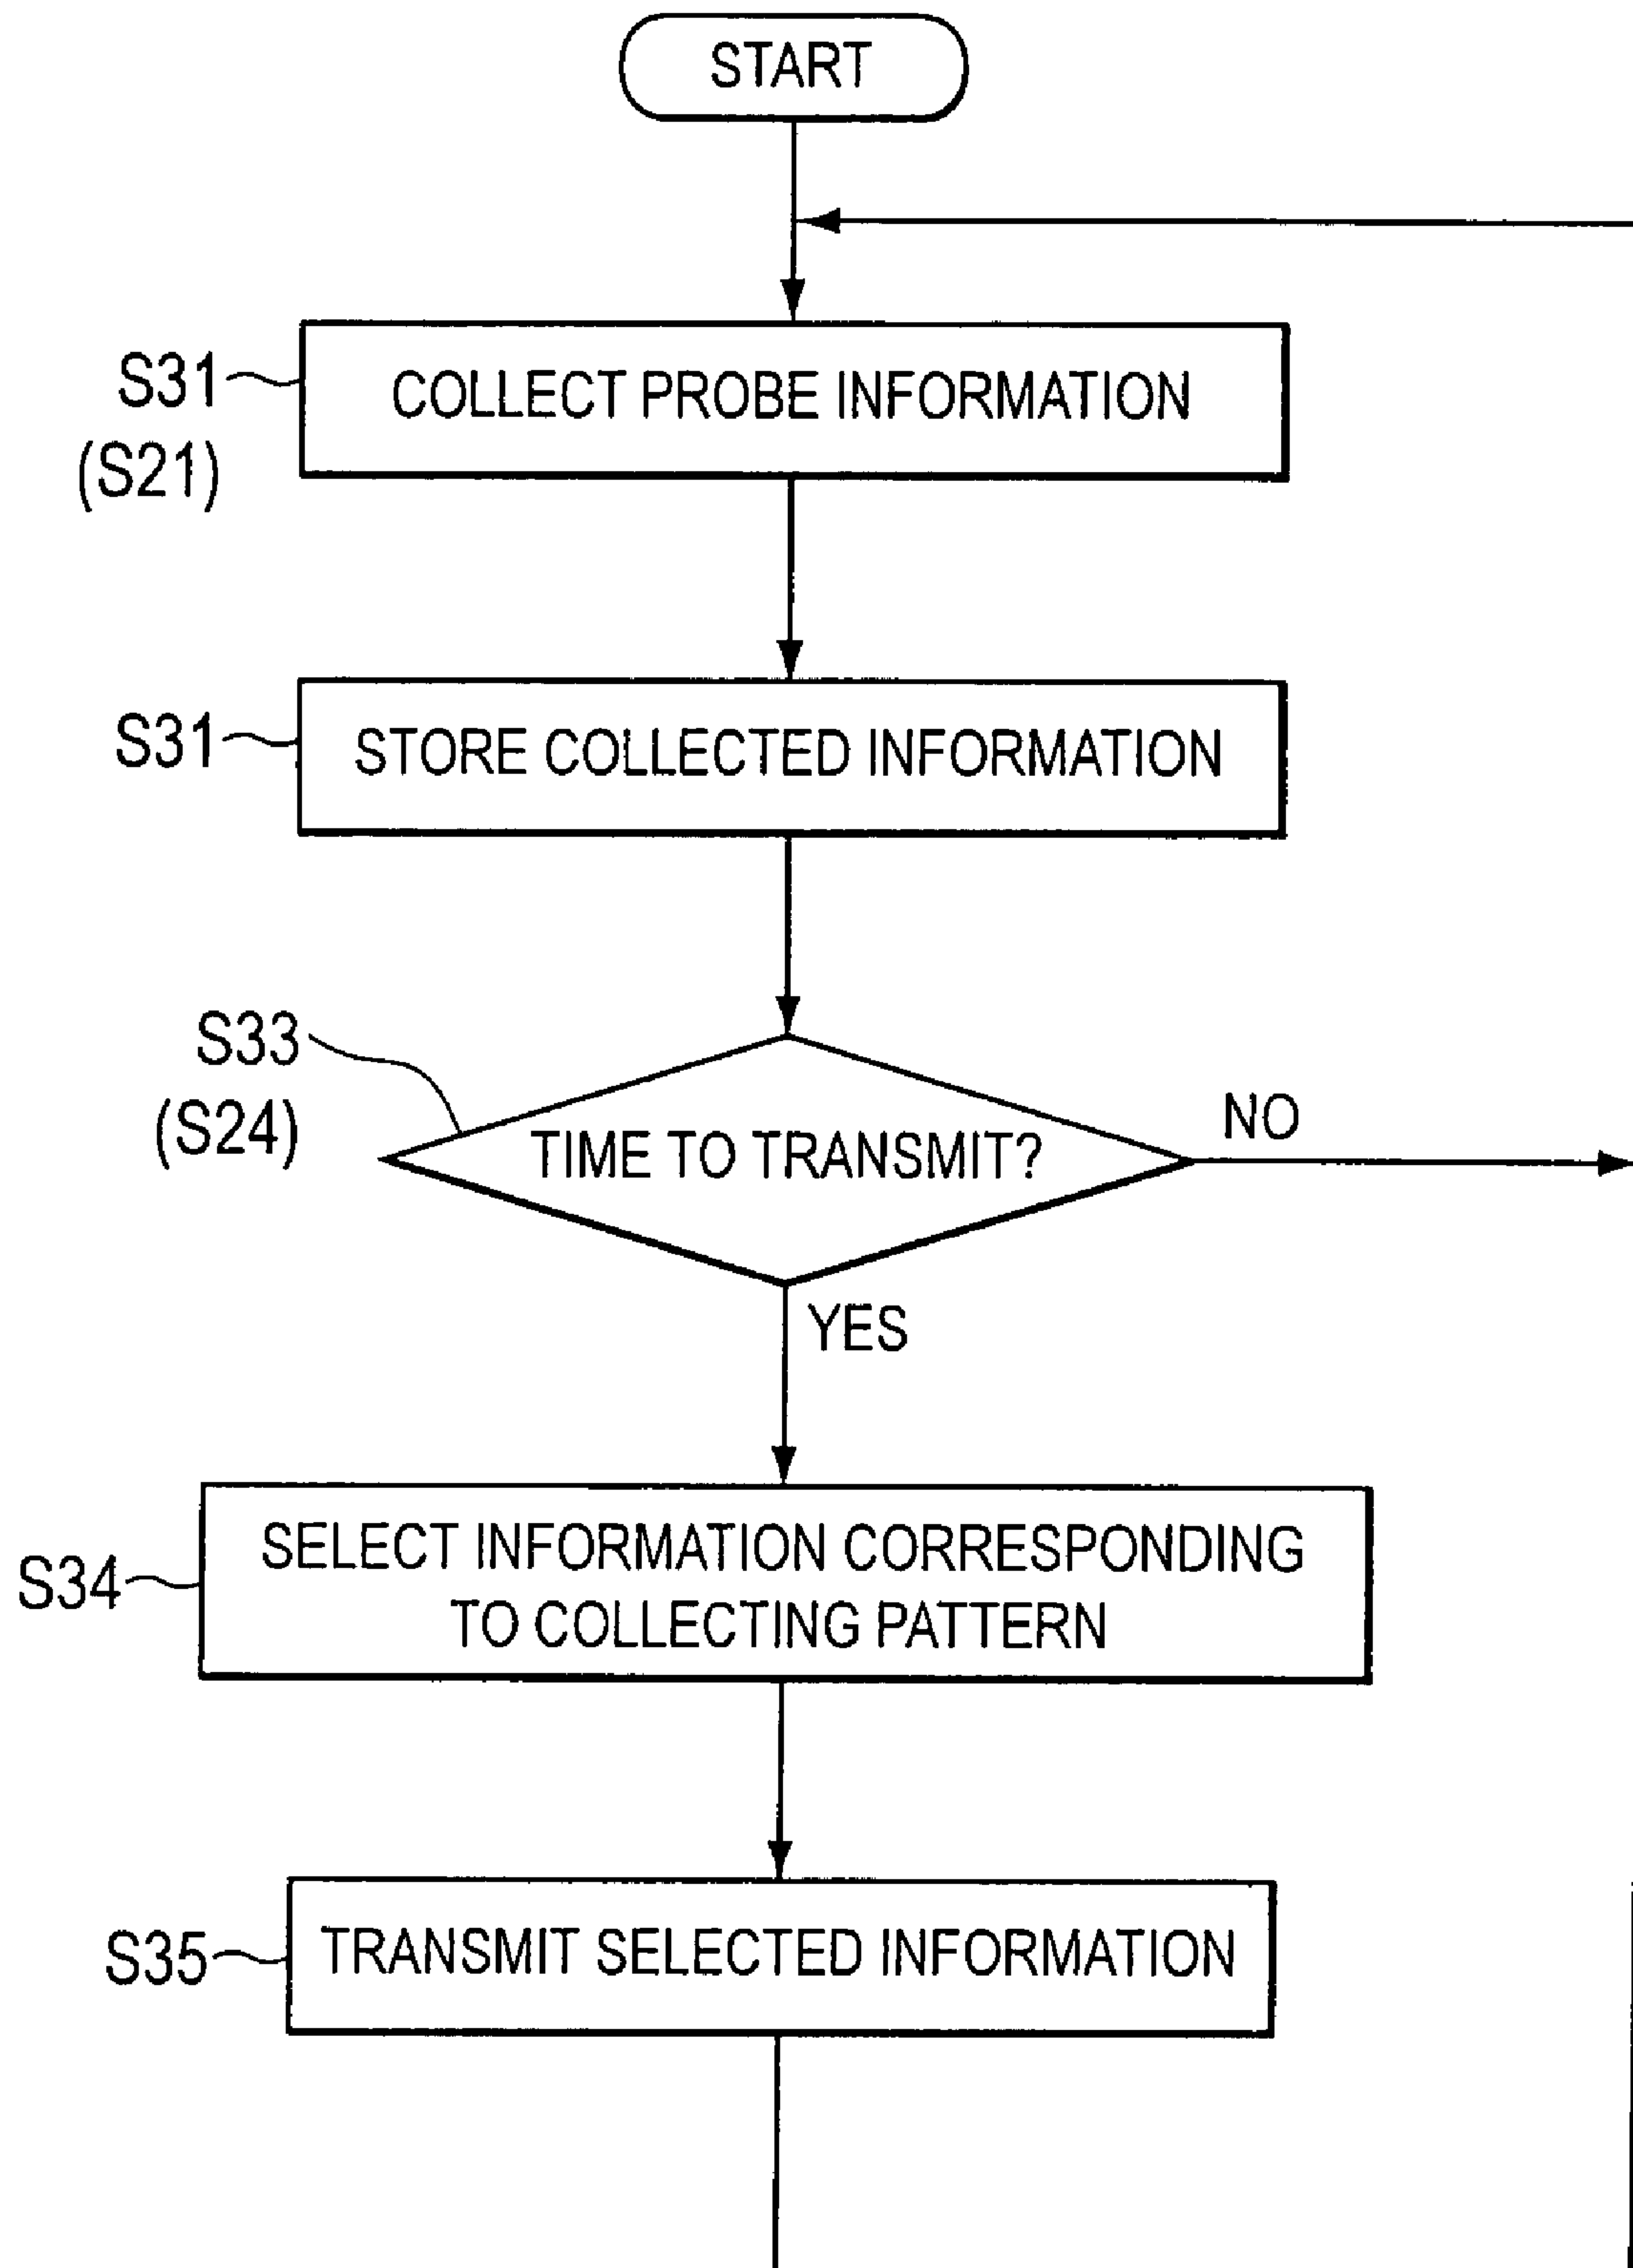 START
S31
(S21)
COLLECT PROBE INFORMATION
S31
STORE COLLECTED INFORMATION
S33
(S24)
TIME TO TRANSMIT?
NO
YES
S34
SELECT INFORMATION CORRESPONDING
TO COLLECTING PATTERN
S35
TRANSMIT SELECTED INFORMATION